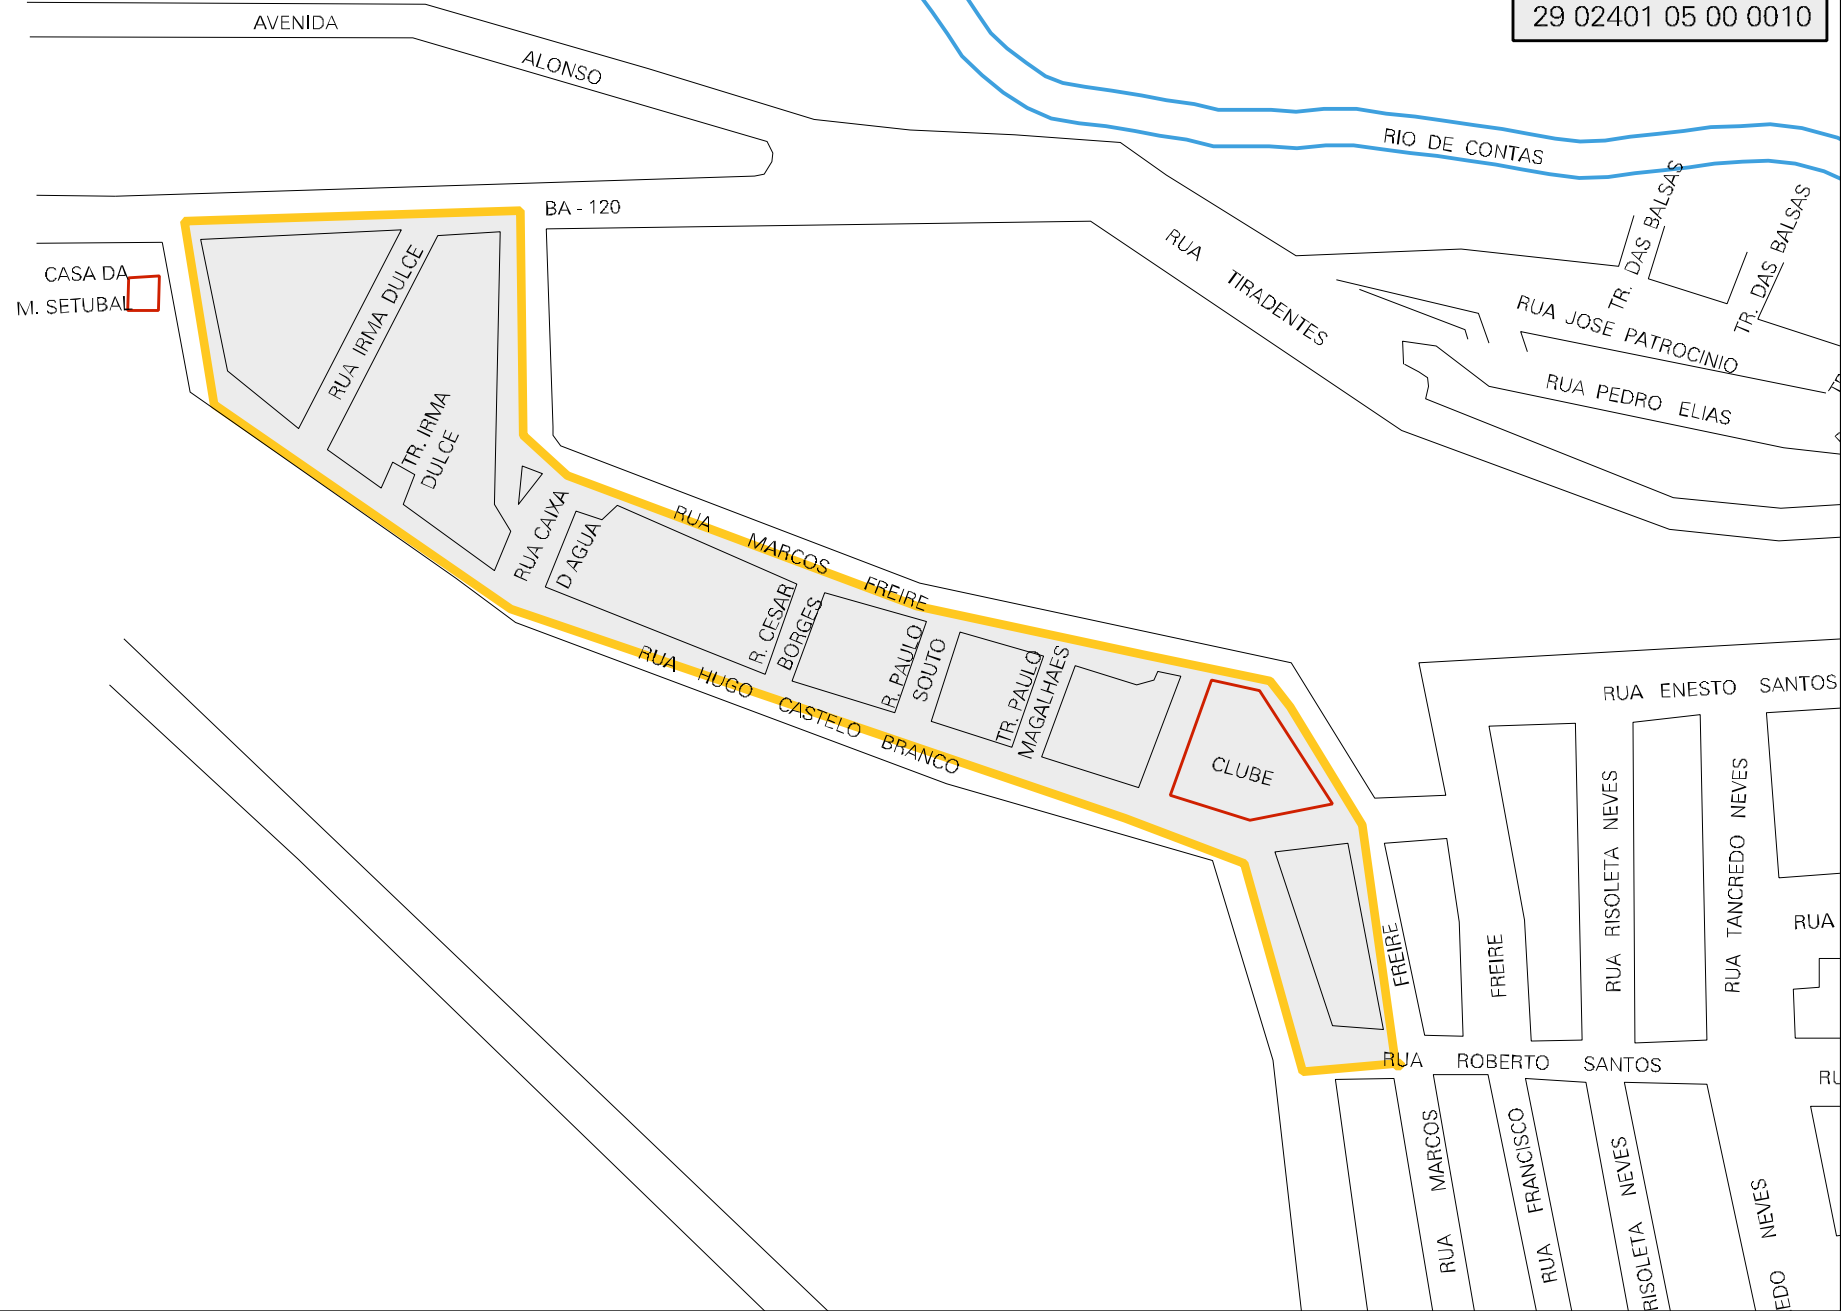 29 02401 05 00 0010
AVENIDA
ALONSO
RIO DE CONTAS
TR. DAS BALSAS
TR. DAS BALSAS
BA - 120
RUA TIRADENTES
CASA DA
M. SETUBAL
RUA IRMA DULCE
RUA JOSE PATROCINIO
RUA PEDRO ELIAS
TR. IRMA
DULCE
RUA CAIXA
D AGUA
RUA MARCOS FREIRE
R. CESAR
BORGES
R. PAULO
SOUTO
TR. PAULO
MAGALHAES
RUA HUGO CASTELO BRANCO
CLUBE
RUA ENESTO SANTOS
RUA RISOLETA NEVES
RUA TANCREDO NEVES
RUA
FREIRE
FREIRE
RUA ROBERTO SANTOS
RUA MARCOS
RUA FRANCISCO
RISOLETA NEVES
EDO NEVES